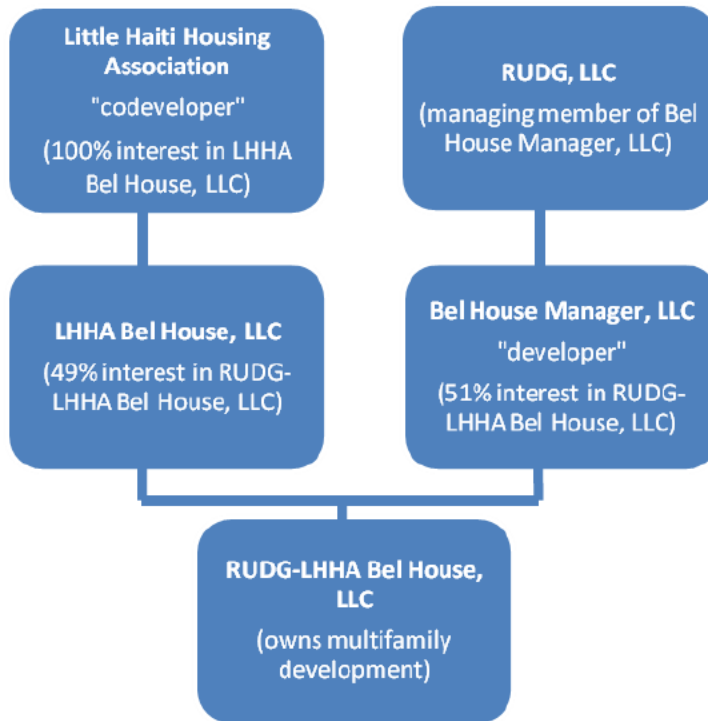 Little Haiti Housing
Association
"codeveloper"
(100% interest in LHHA
Bel House, LLC)
RUDG, LLC
(managing member of Bel
House Manager, LLC)
LHHA Bel House, LLC
(49% interest in RUDG-
LHHA Bel House, LLC)
Bel House Manager, LLC
"developer"
(51% interest in RUDG-
LHHA Bel House, LLC)
RUDG-LHHA Bel House,
LLC
(owns multifamily
development)